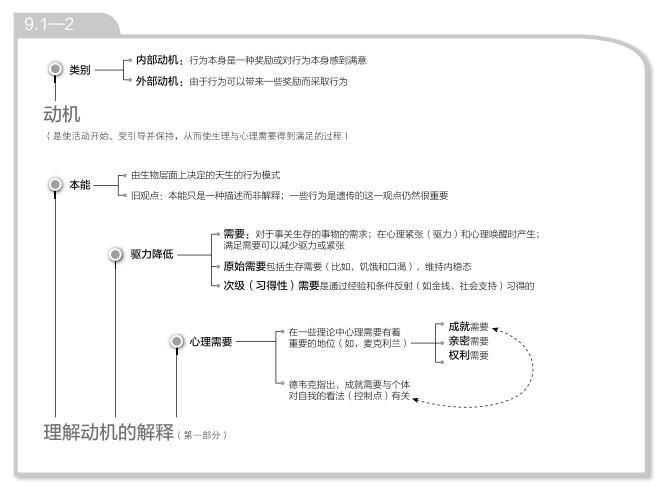 9.1—2
类别
内部动机：行为本身是一种奖励或对行为本身感到满意
外部动机：由于行为可以带来一些奖励而采取行为
动机
（是使活动开始、受引导并保持，从而使生理与心理需要得到满足的过程）
本能
由生物层面上决定的天生的行为模式
旧观点：本能只是一种描述而非解释；一些行为是遗传的这一观点仍然很重要
驱力降低
需要：对于事关生存的事物的需求；在心理紧张（驱力）和心理唤醒时产生；
满足需要可以减少驱力或紧张
原始需要包括生存需要（比如，饥饿和口渴），维持内稳态
次级（习得性）需要是通过经验和条件反射（如金钱、社会支持）习得的
心理需要
在一些理论中心理需要有着
重要的地位（如，麦克利兰）
成就需要
亲密需要
权利需要
德韦克指出，成就需要与个体
对自我的看法（控制点）有关
理解动机的解释（第一部分）